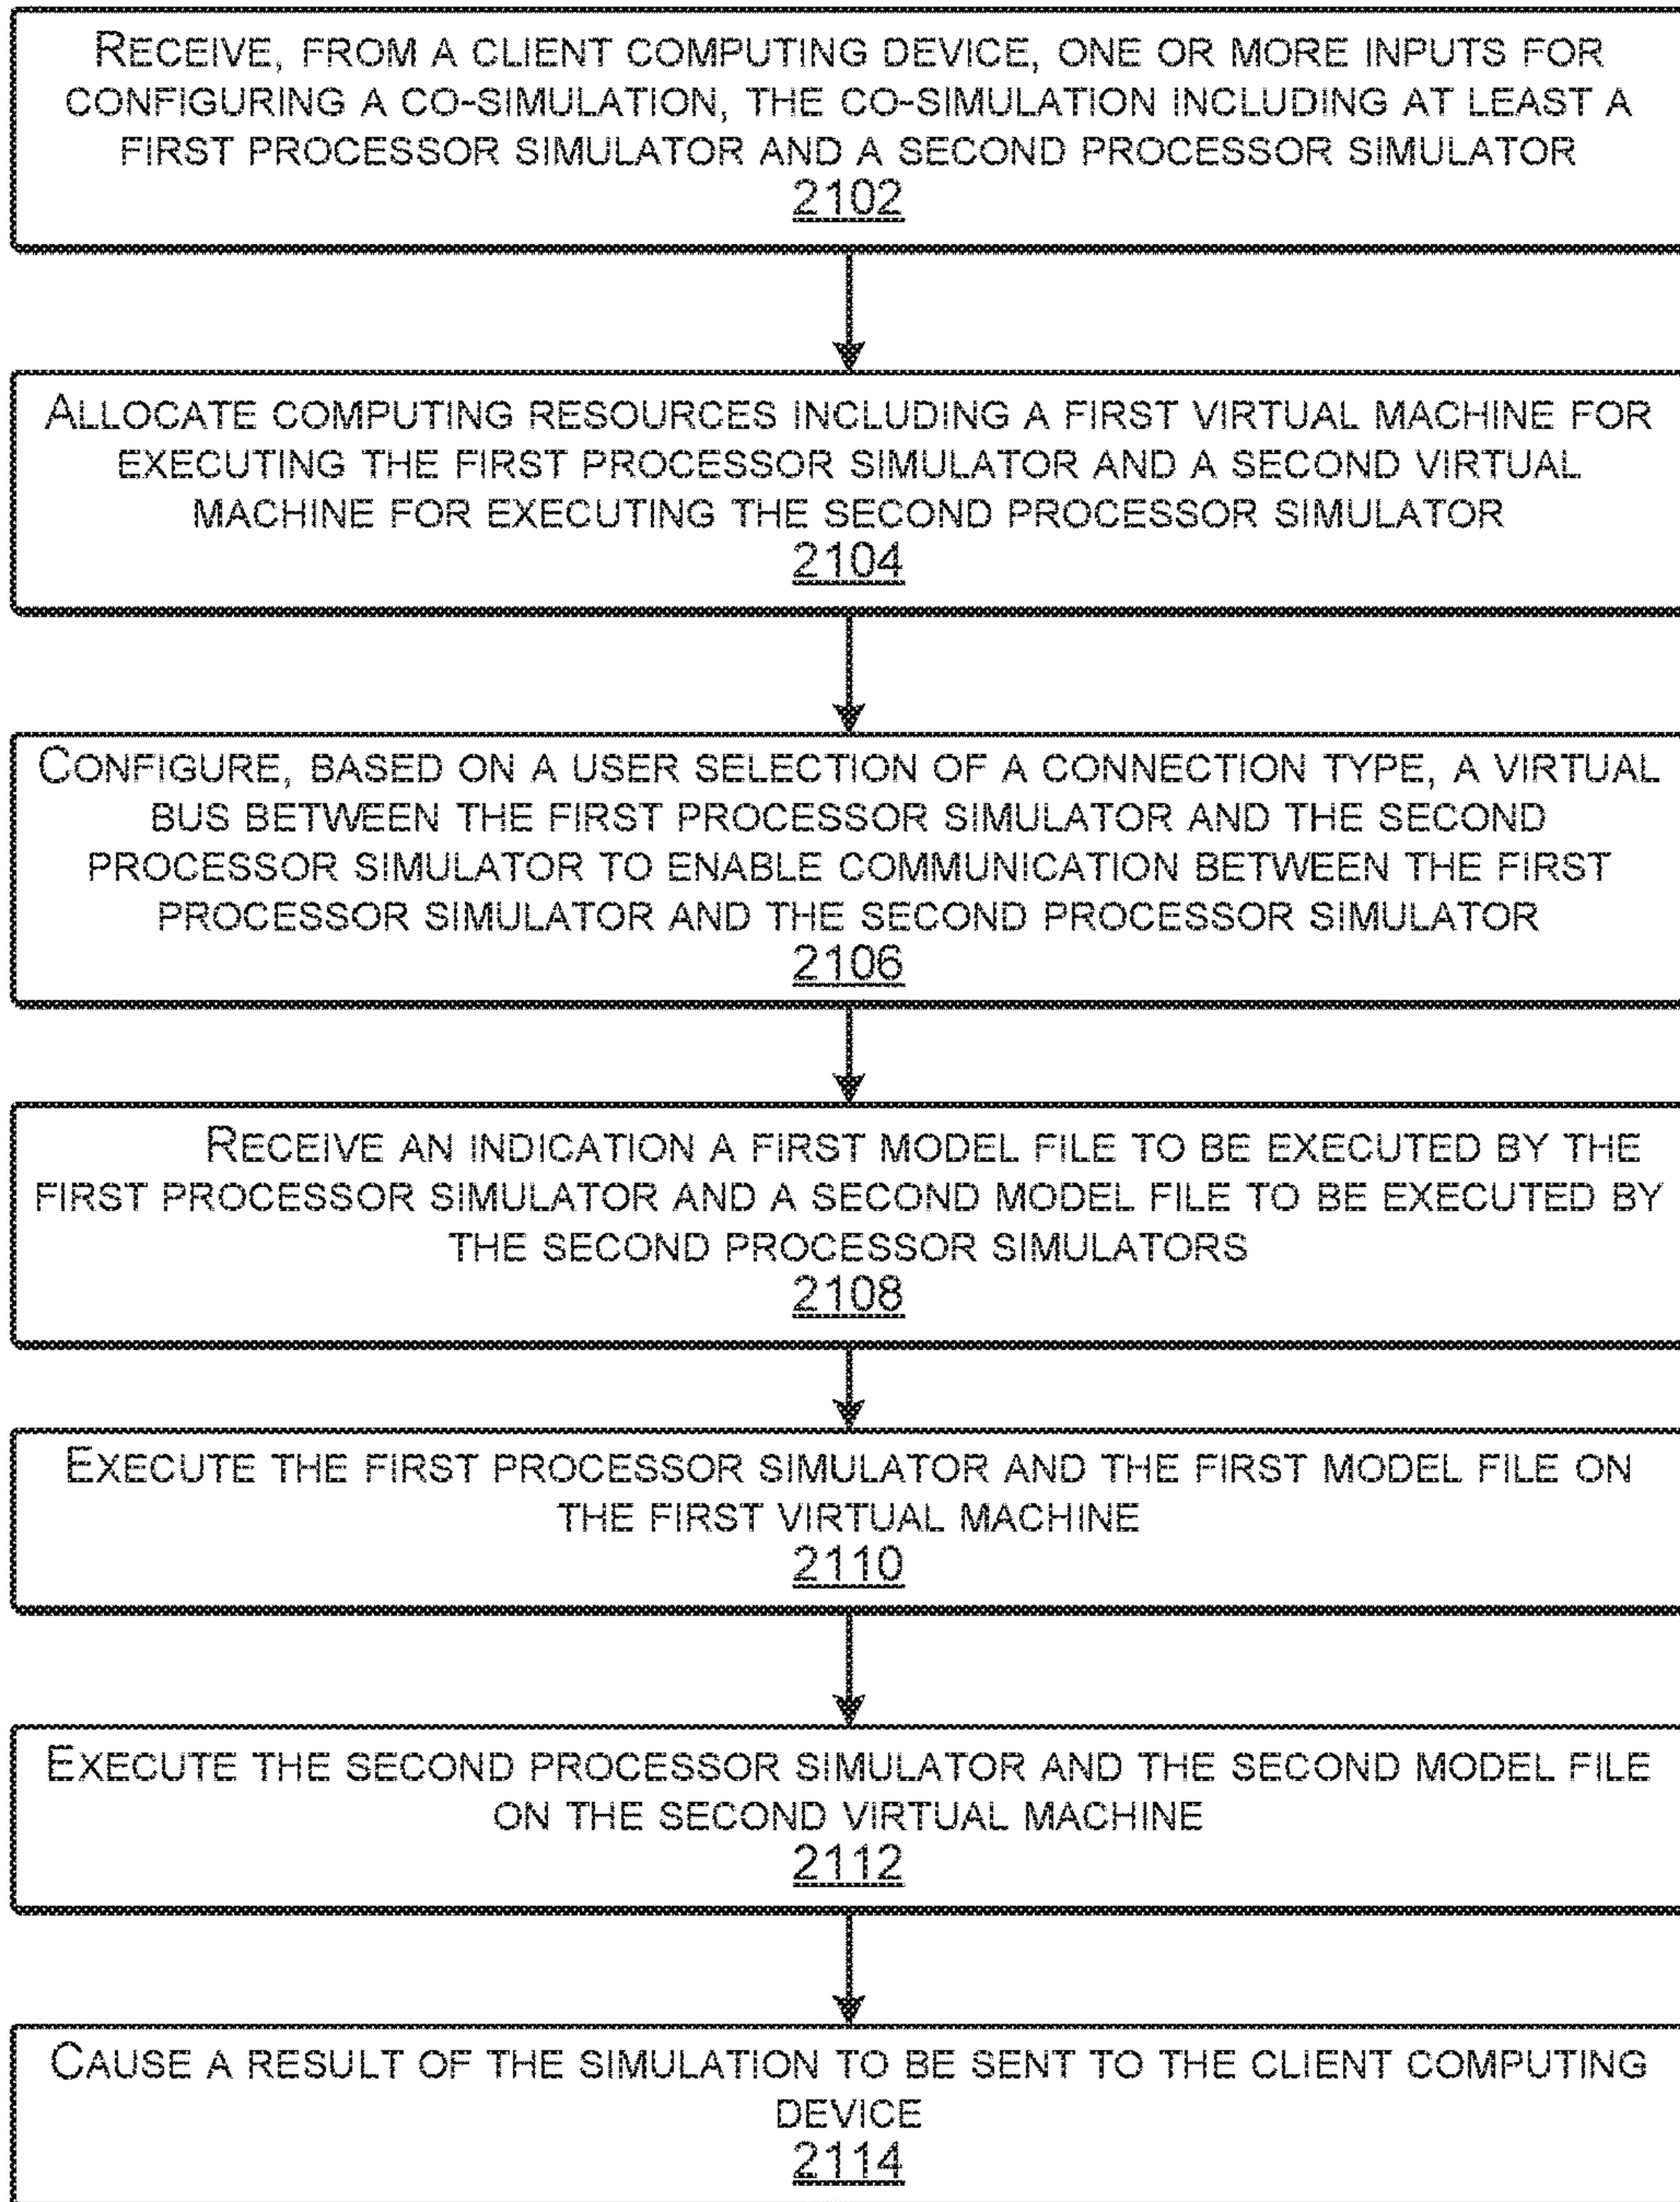 RECEIVE, FROM A CLIENT COMPUTING DEVICE, ONE OR MORE INPUTS FOR
CONFIGURING A CO-SIMULATION, THE CO-SIMULATION INCLUDING AT LEAST A
FIRST PROCESSOR SIMULATOR AND A SECOND PROCESSOR SIMULATOR
2102
ALLOCATE COMPUTING RESOURCES INCLUDING A FIRST VIRTUAL MACHINE FOR
EXECUTING THE FIRST PROCESSOR SIMULATOR AND A SECOND VIRTUAL
MACHINE FOR EXECUTING THE SECOND PROCESSOR SIMULATOR
2104
CONFIGURE, BASED ON A USER SELECTION OF A CONNECTION TYPE, A VIRTUAL
BUS BETWEEN THE FIRST PROCESSOR SIMULATOR AND THE SECOND
PROCESSOR SIMULATOR TO ENABLE COMMUNICATION BETWEEN THE FIRST
PROCESSOR SIMULATOR AND THE SECOND PROCESSOR SIMULATOR
2106
RECEIVE AN INDICATION A FIRST MODEL FILE TO BE EXECUTED BY THE
FIRST PROCESSOR SIMULATOR AND A SECOND MODEL FILE TO BE EXECUTED BY
THE SECOND PROCESSOR SIMULATORS
2108
EXECUTE THE FIRST PROCESSOR SIMULATOR AND THE FIRST MODEL FILE ON
THE FIRST VIRTUAL MACHINE
2110
EXECUTE THE SECOND PROCESSOR SIMULATOR AND THE SECOND MODEL FILE
ON THE SECOND VIRTUAL MACHINE
2112
CAUSE A RESULT OF THE SIMULATION TO BE SENT TO THE CLIENT COMPUTING
DEVICE
2114